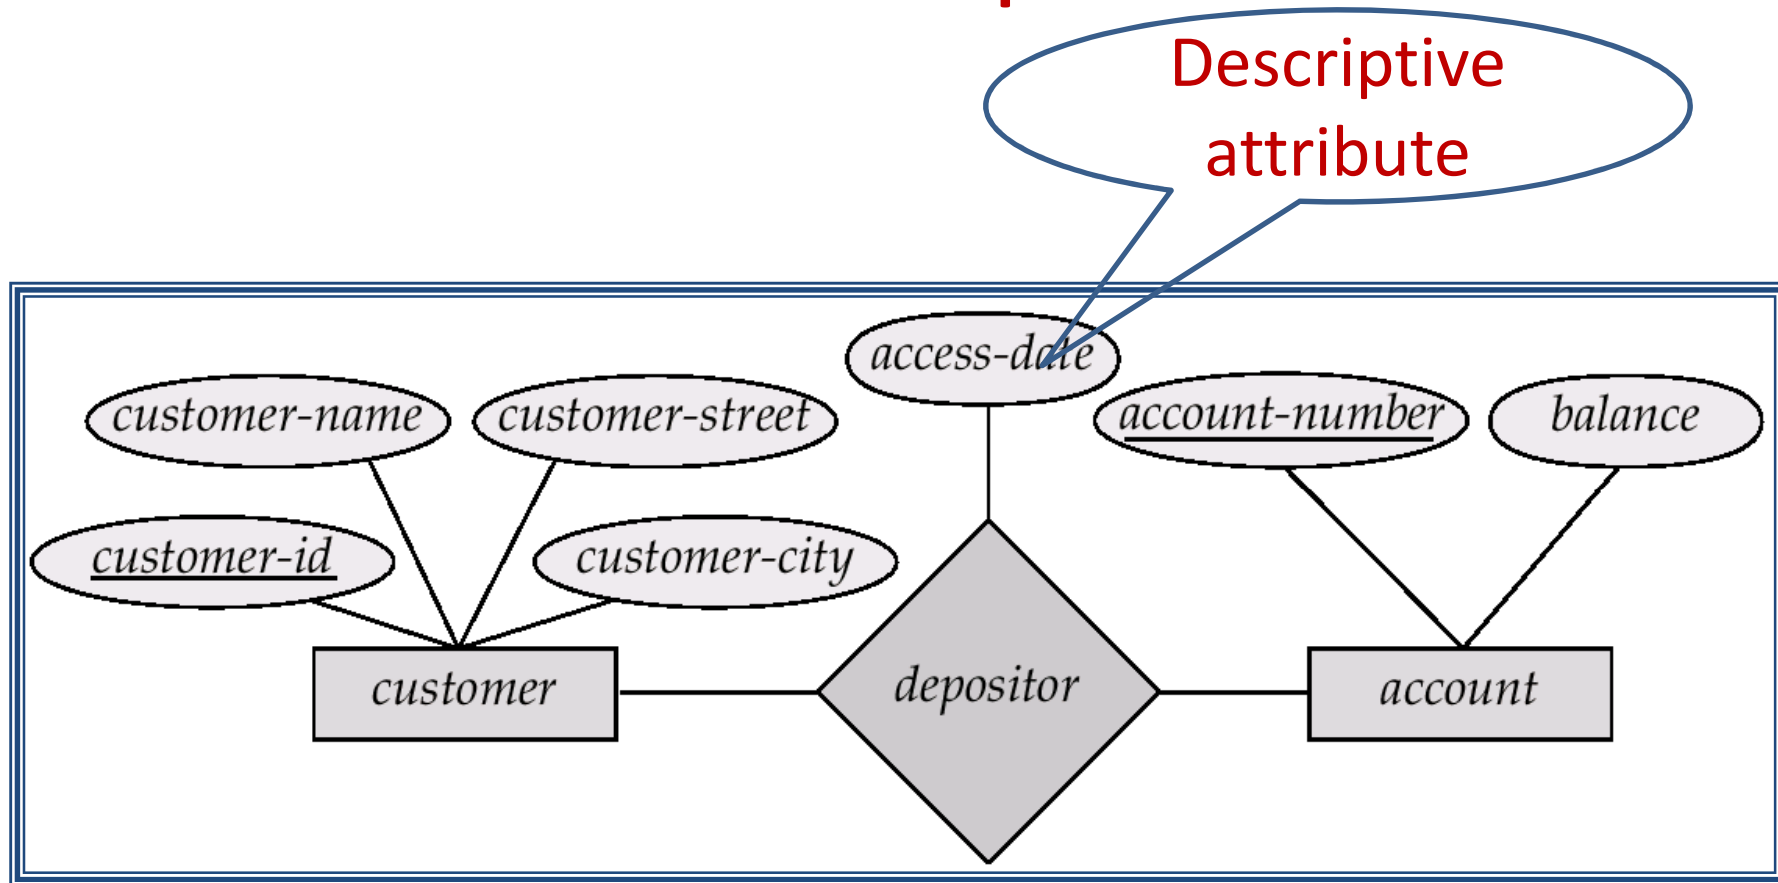 Descriptive
attribute
access-date
customer-name
customer-street
account-number
balance
customer-id
customer-city
customer
depositor
account